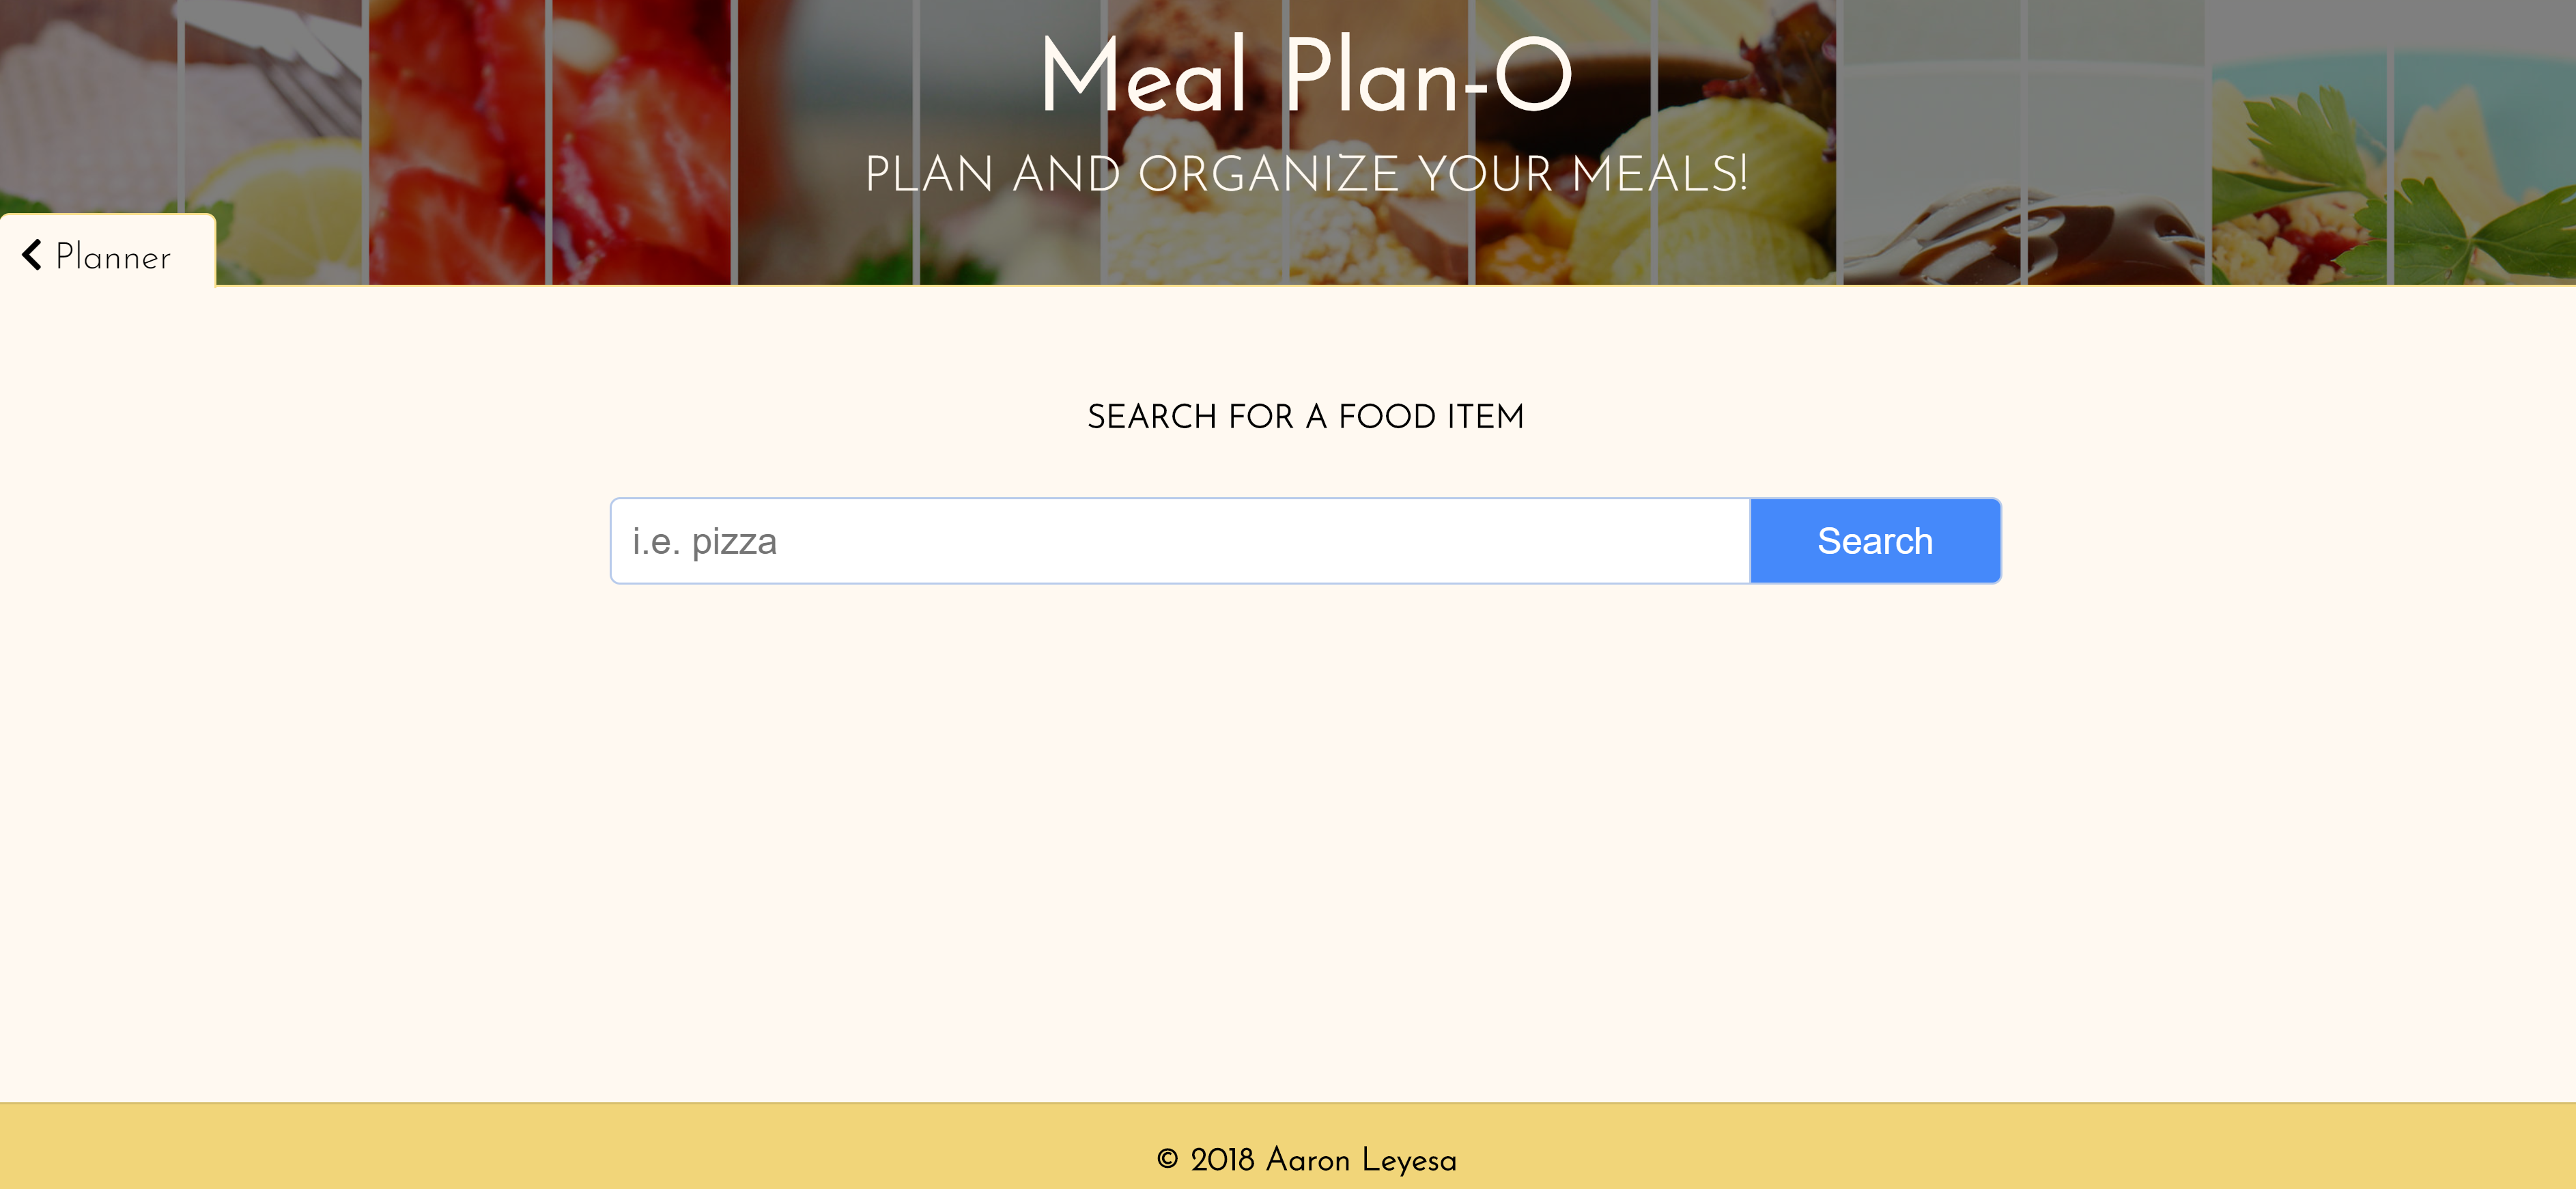 Meal Plan-O
PLAN AND ORGANIZE YOUR MEALS!
Planner
SEARCH FOR A FOOD ITEM
i.e. pizza
Search
© 2018 Aaron Leyesa